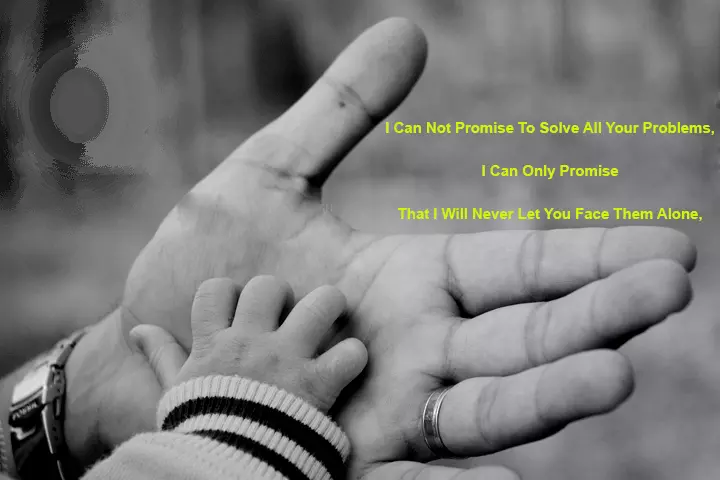 I Can Not Promise To Solve All Your Problems,
I Can Only Promise
That I Will Never Let You Face Them Alone,
FOSSIL